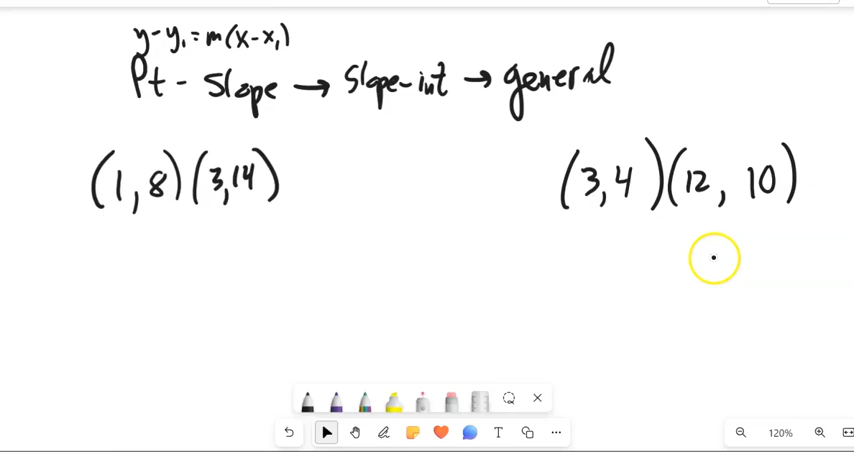 y-y₁=m(x-x₁)
Pt - Slope → Slope-int → general
(1,8)(3,14) (3,4)(12, 10)
120%